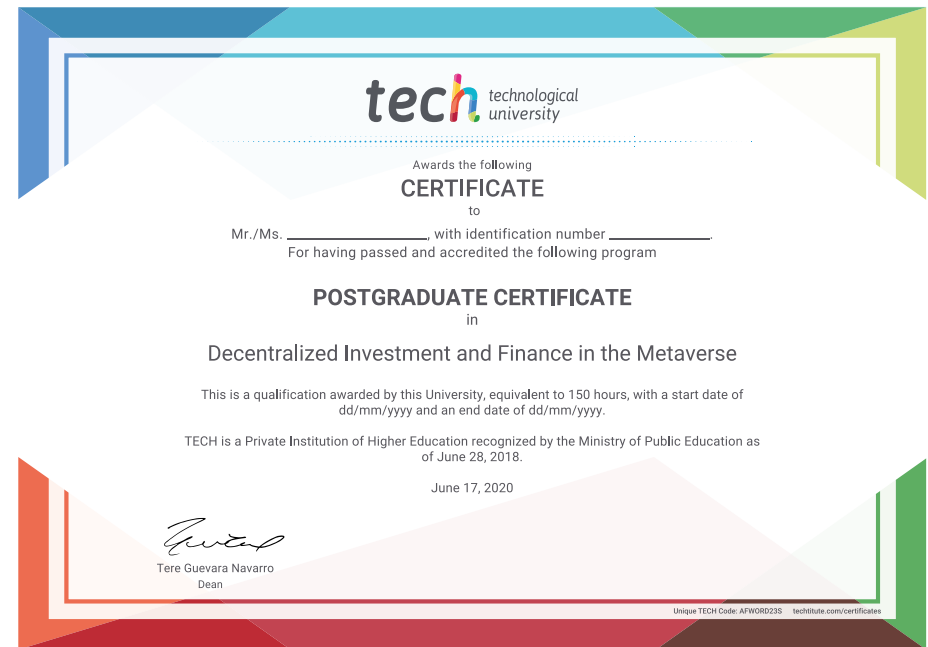 tech technological
university
Awards the following
CERTIFICATE
to
Mr./Ms. ____________________, with identification number ______________.
For having passed and accredited the following program
POSTGRADUATE CERTIFICATE
in
Decentralized Investment and Finance in the Metaverse
This is a qualification awarded by this University, equivalent to 150 hours, with a start date of
dd/mm/yyyy and an end date of dd/mm/yyyy.
TECH is a Private Institution of Higher Education recognized by the Ministry of Public Education as
of June 28, 2018.
June 17, 2020
Tere Guevara Navarro
Dean
Unique TECH Code: AFWORD23S techtitute.com/certificates